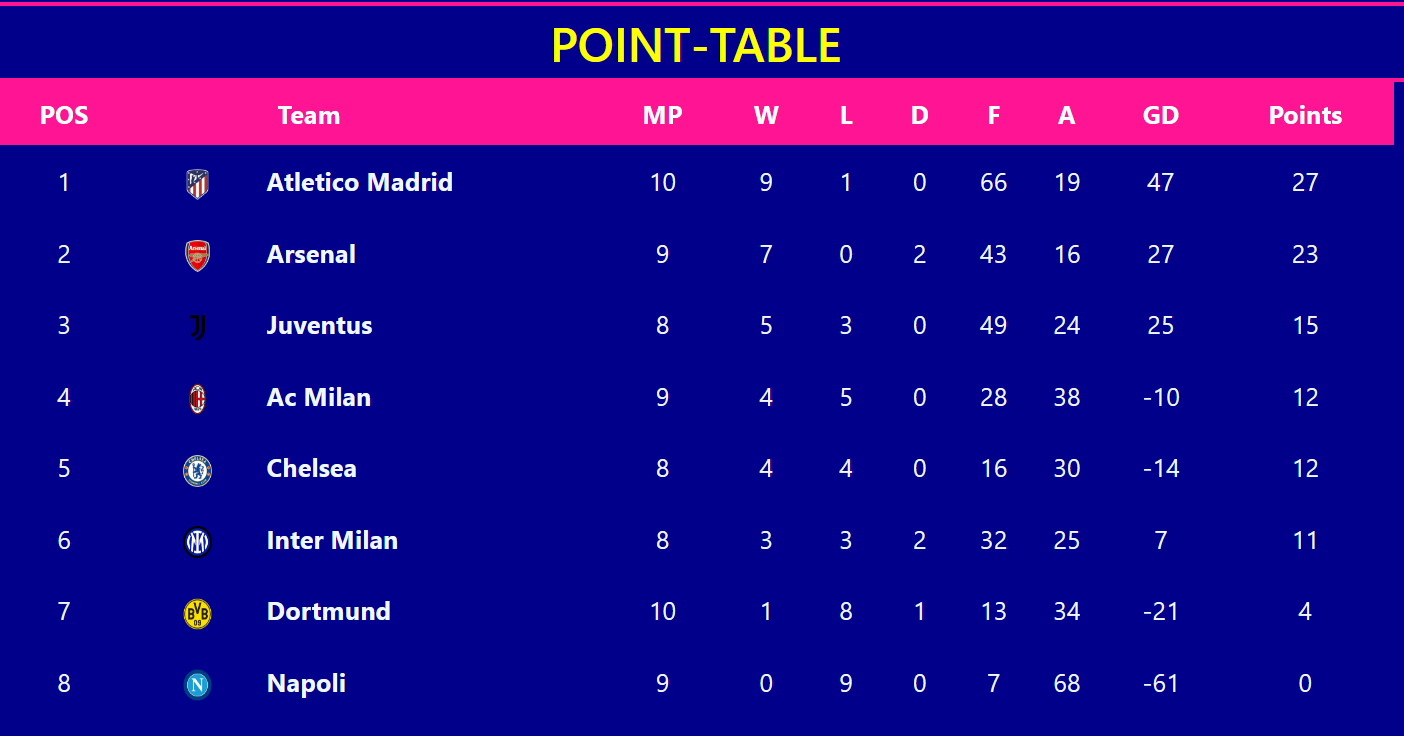 POINT-TABLE
POS Team MP W L D F A GD Points
1 Atletico Madrid 10 9 1 0 66 19 47 27
2 Arsenal 9 7 0 2 43 16 27 23
3 Juventus 8 5 3 0 49 24 25 15
4 Ac Milan 9 4 5 0 28 38 -10 12
5 Chelsea 8 4 4 0 16 30 -14 12
6 Inter Milan 8 3 3 2 32 25 7 11
7 Dortmund 10 1 8 1 13 34 -21 4
8 Napoli 9 0 9 0 7 68 -61 0